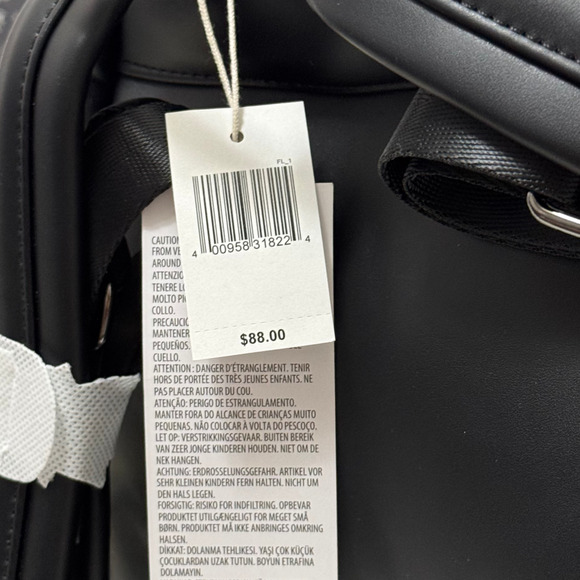 FL_1
4 00958 31822 4
$88.00
CAUTION
FROM VE
AROUND
ATTENZIO
TENERE LO
MOLTO PI
COLLO.
PRECAUCI
MANTENER
PEQUEÑOS.
CUELLO.
ATTENTION : DANGER D'ÉTRANGLEMENT. TENIR
HORS DE PORTÉE DES TRÈS JEUNES ENFANTS. NE
PAS PLACER AUTOUR DU COU.
ATENÇÃO: PERIGO DE ESTRANGULAMENTO.
MANTER FORA DO ALCANCE DE CRIANÇAS MUITO
PEQUENAS. NÃO COLOCAR À VOLTA DO PESCOÇO.
LET OP: VERSTRIKKINGSGEVAAR. BUITEN BEREIK
VAN ZEER JONGE KINDEREN HOUDEN. NIET OM DE
NEK HANGEN.
ACHTUNG: ERDROSSELUNGSGEFAHR. ARTIKEL VOR
SEHR KLEINEN KINDERN FERN HALTEN. NICHT UM
DEN HALS LEGEN.
FORSIGTIG: RISIKO FOR INDFILTRING. OPBEVAR
PRODUKTET UTILGÆNGELIGT FOR MEGET SMÅ
BØRN. PRODUKTET MÅ IKKE ANBRINGES OMKRING
HALSEN.
DİKKAT: DOLANMA TEHLİKESİ. YAŞI ÇOK KÜÇÜK
ÇOCUKLARDAN UZAK TUTUN. BOYUN ETRAFINA
DOLAMAYIN.